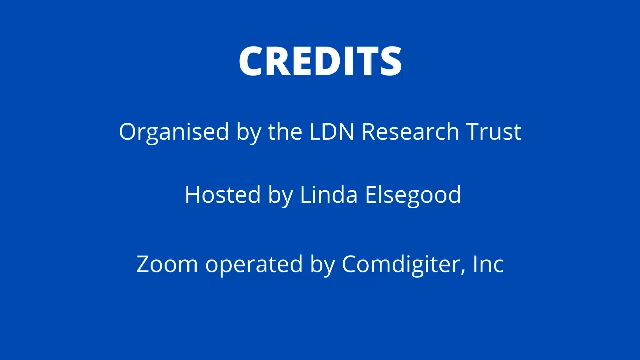 CREDITS
Organised by the LDN Research Trust
Hosted by Linda Elsegood
Zoom operated by Comdigiter, Inc